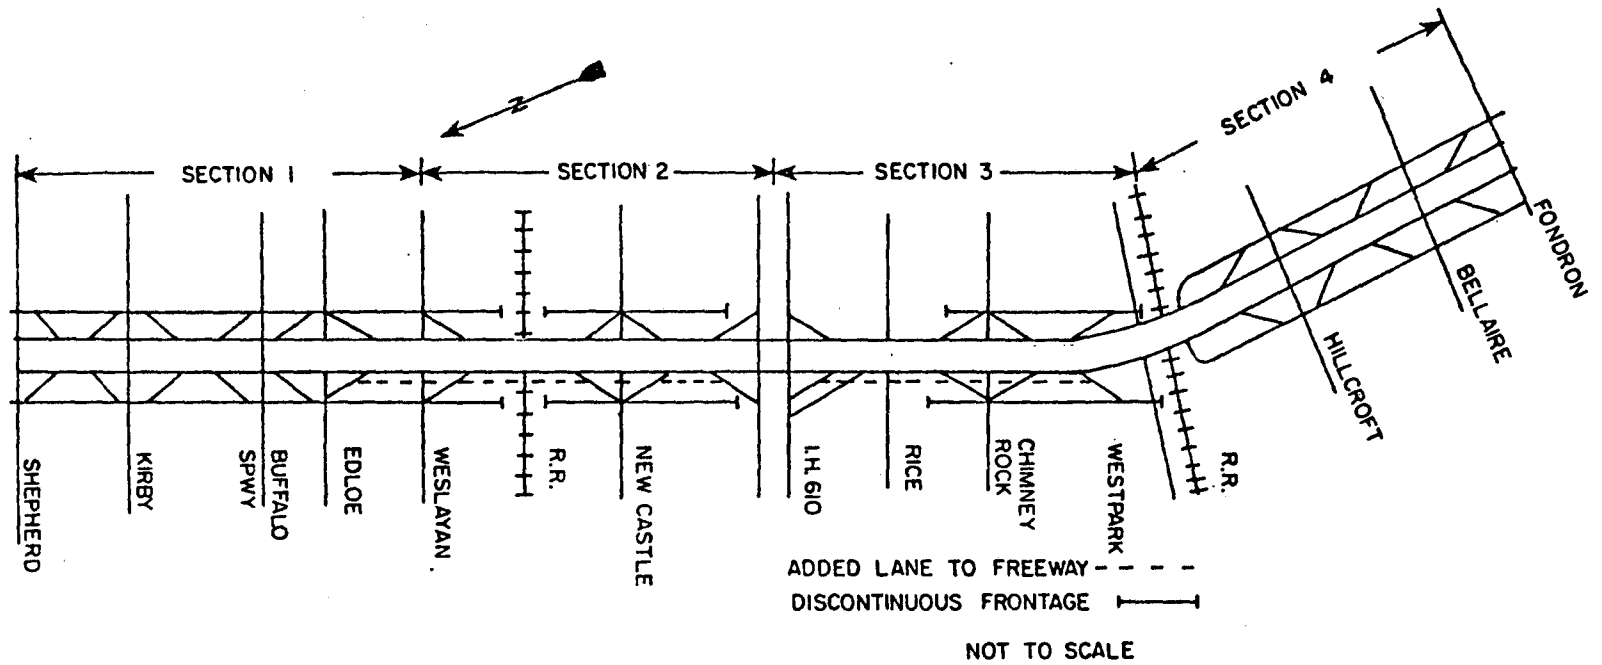 SECTION 4
N
SECTION 1
SECTION 2
SECTION 3
FONDRON
BELLAIRE
HILLCROFT
SHEPHERD
KIRBY
BUFFALO
SPWY
EDLOE
WESLAYAN
R.R.
NEW CASTLE
I.H. 610
RICE
CHIMNEY
ROCK
WESTPARK
R.R.
ADDED LANE TO FREEWAY
DISCONTINUOUS FRONTAGE
NOT TO SCALE